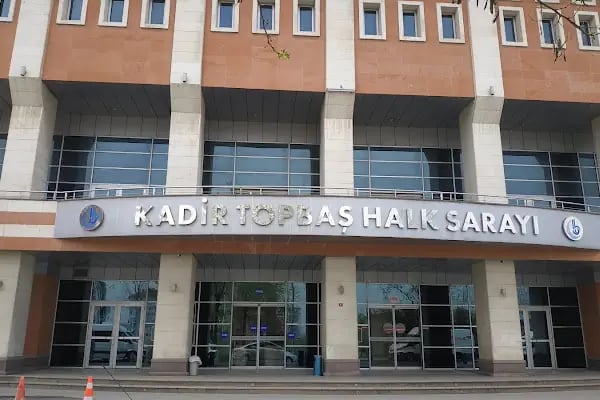 KADİR TOPBAŞ HALK SARAYI